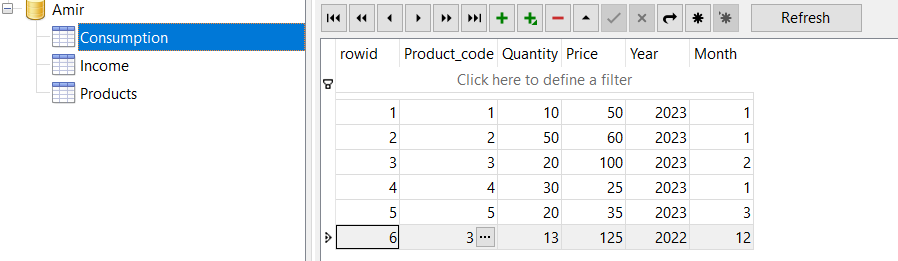 Amir
Consumption
Income
Products
Refresh
rowid Product_code Quantity Price Year Month
Click here to define a filter
1 1 10 50 2023 1
2 2 50 60 2023 1
3 3 20 100 2023 2
4 4 30 25 2023 1
5 5 20 35 2023 3
6 3 ... 13 125 2022 12